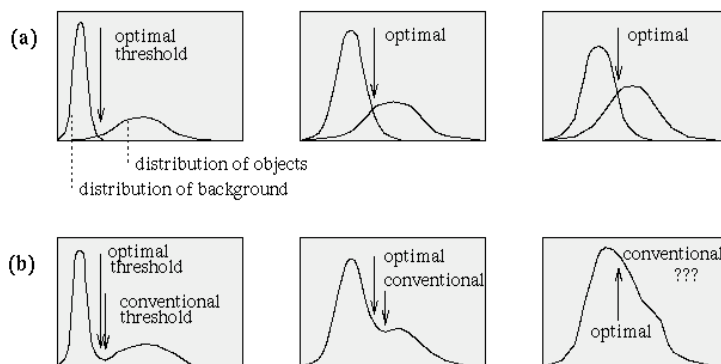 (a)
optimal
threshold
optimal
optimal
distribution of objects
distribution of background
(b)
optimal
threshold
conventional
threshold
optimal
conventional
conventional
???
optimal